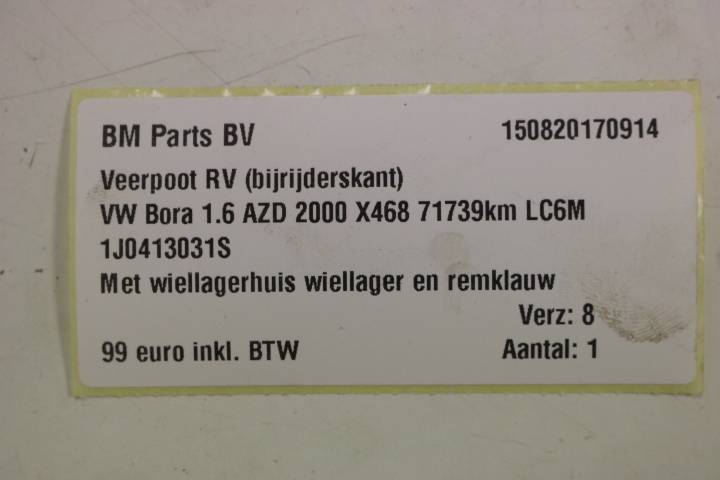 BM Parts BV 150820170914
Veerpoot RV (bijrijderskant)
VW Bora 1.6 AZD 2000 X468 71739km LC6M
1J0413031S
Met wiellagerhuis wiellager en remklauw
Verz: 8
99 euro inkl. BTW Aantal: 1